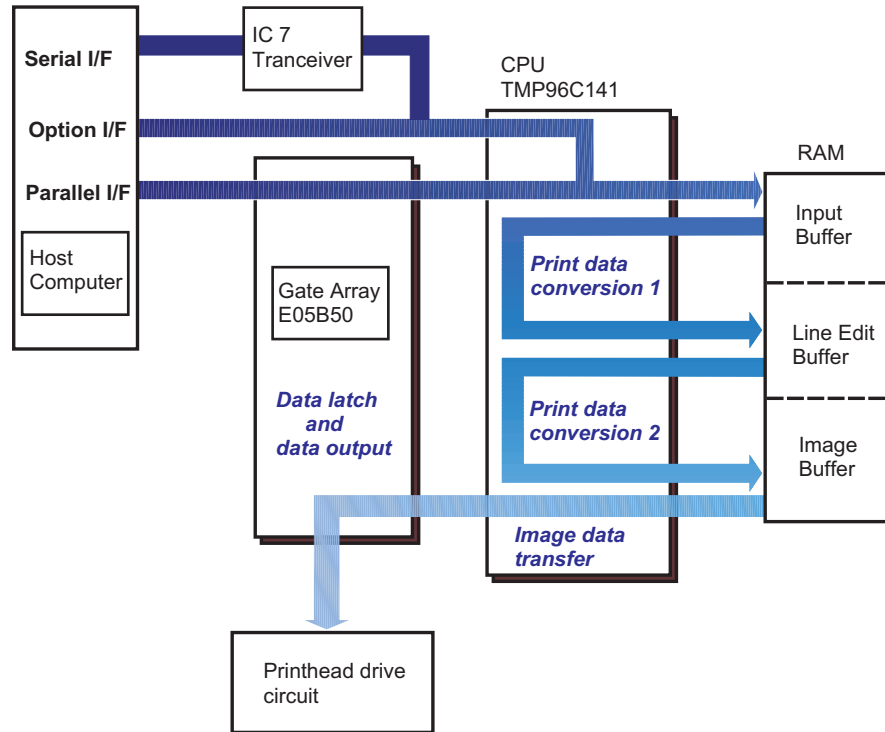 Serial I/F
Option I/F
Parallel I/F
Host
Computer
IC 7
Tranceiver
Gate Array
E05B50
Data latch
and
data output
CPU
TMP96C141
Print data
conversion 1
Print data
conversion 2
Image data
transfer
RAM
Input
Buffer
Line Edit
Buffer
Image
Buffer
Printhead drive
circuit